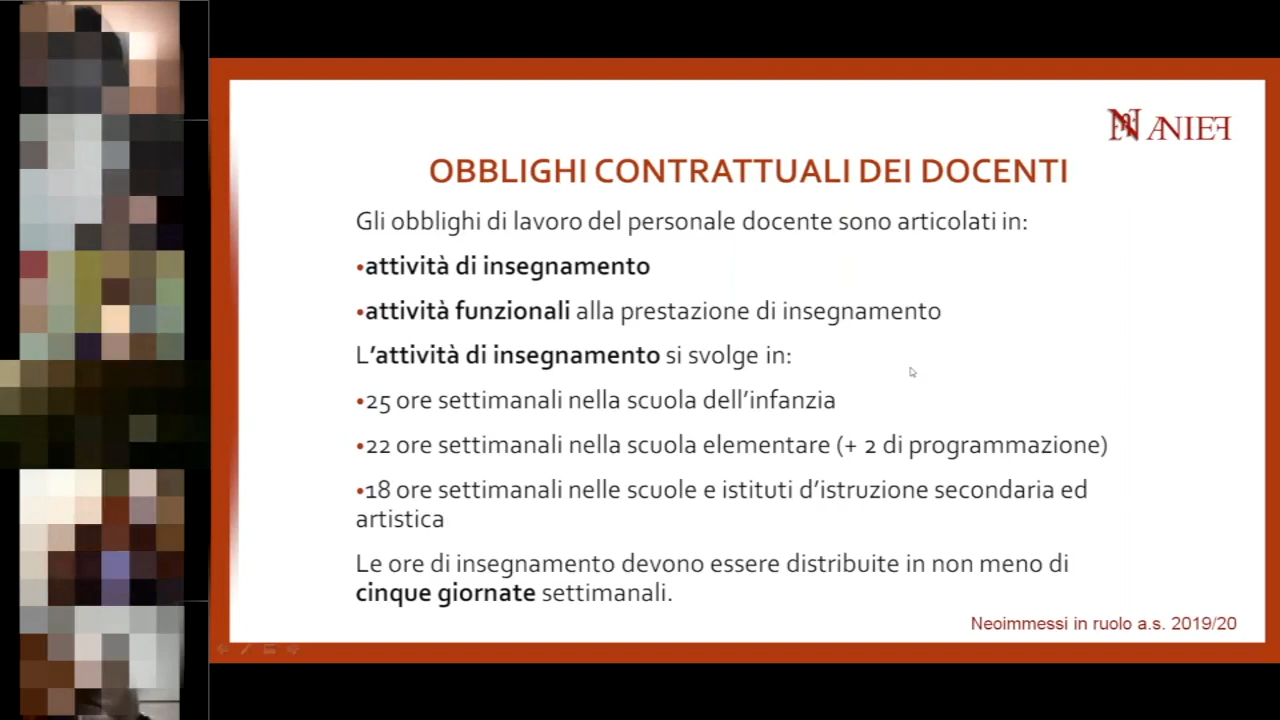 ANIEF
OBBLIGHI CONTRATTUALI DEI DOCENTI
Gli obblighi di lavoro del personale docente sono articolati in:
•attività di insegnamento
•attività funzionali alla prestazione di insegnamento
L'attività di insegnamento si svolge in:
•25 ore settimanali nella scuola dell'infanzia
•22 ore settimanali nella scuola elementare (+ 2 di programmazione)
•18 ore settimanali nelle scuole e istituti d'istruzione secondaria ed
artistica
Le ore di insegnamento devono essere distribuite in non meno di
cinque giornate settimanali.
Neoimmessi in ruolo a.s. 2019/20